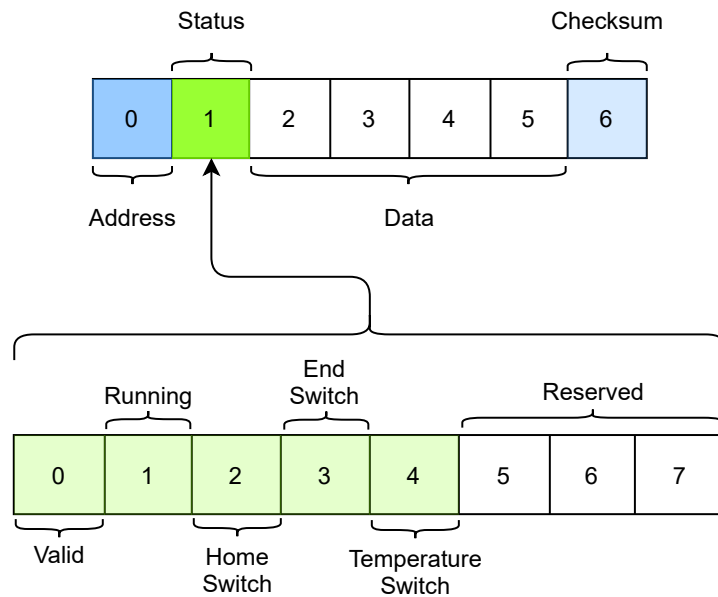 Status
Checksum
0 1 2 3 4 5 6
Address
Data
Running
End
Switch
Reserved
0 1 2 3 4 5 6 7
Valid
Home
Switch
Temperature
Switch